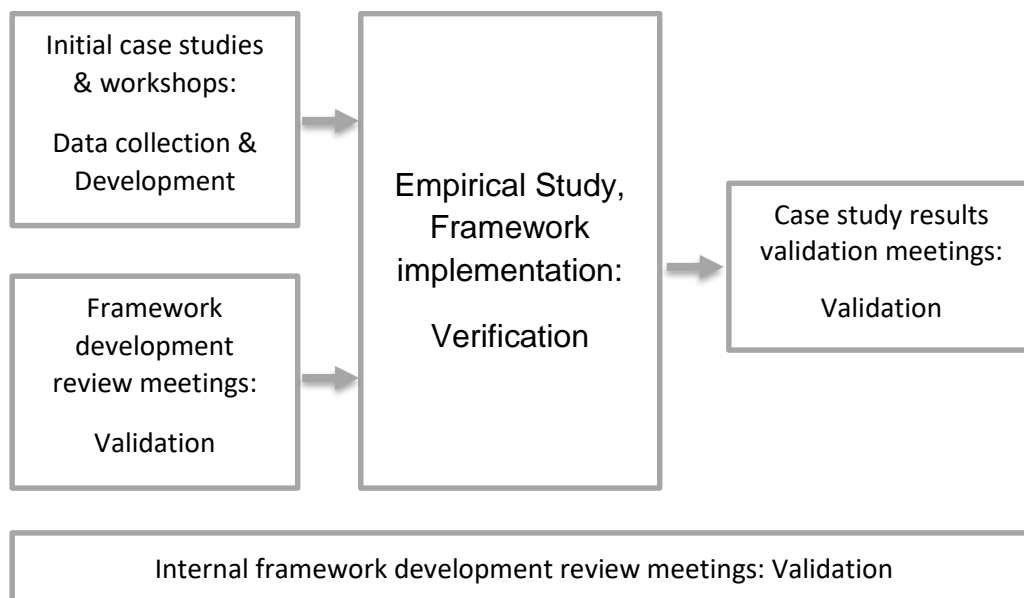 Initial case studies
& workshops:
Data collection &
Development
Framework
development
review meetings:
Validation
Empirical Study,
Framework
implementation:
Verification
Case study results
validation meetings:
Validation
Internal framework development review meetings: Validation